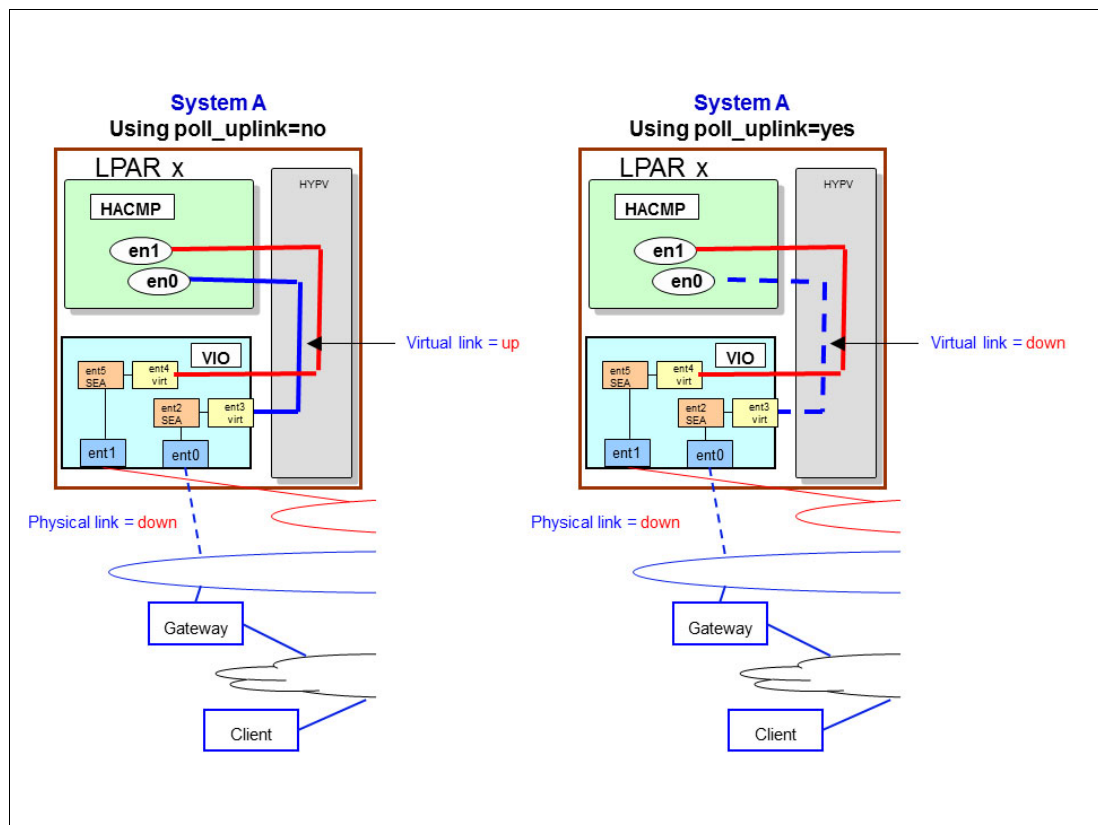 System A
Using poll_uplink=no
LPAR x
HYPV
HACMP
en1
en0
Virtual link = up
VIO
ent5
SEA
ent4
virt
ent2
SEA
ent3
virt
ent1
ent0
Physical link = down
Gateway
Client
System A
Using poll_uplink=yes
LPAR x
HYPV
HACMP
en1
en0
Virtual link = down
VIO
ent5
SEA
ent4
virt
ent2
SEA
ent3
virt
ent1
ent0
Physical link = down
Gateway
Client